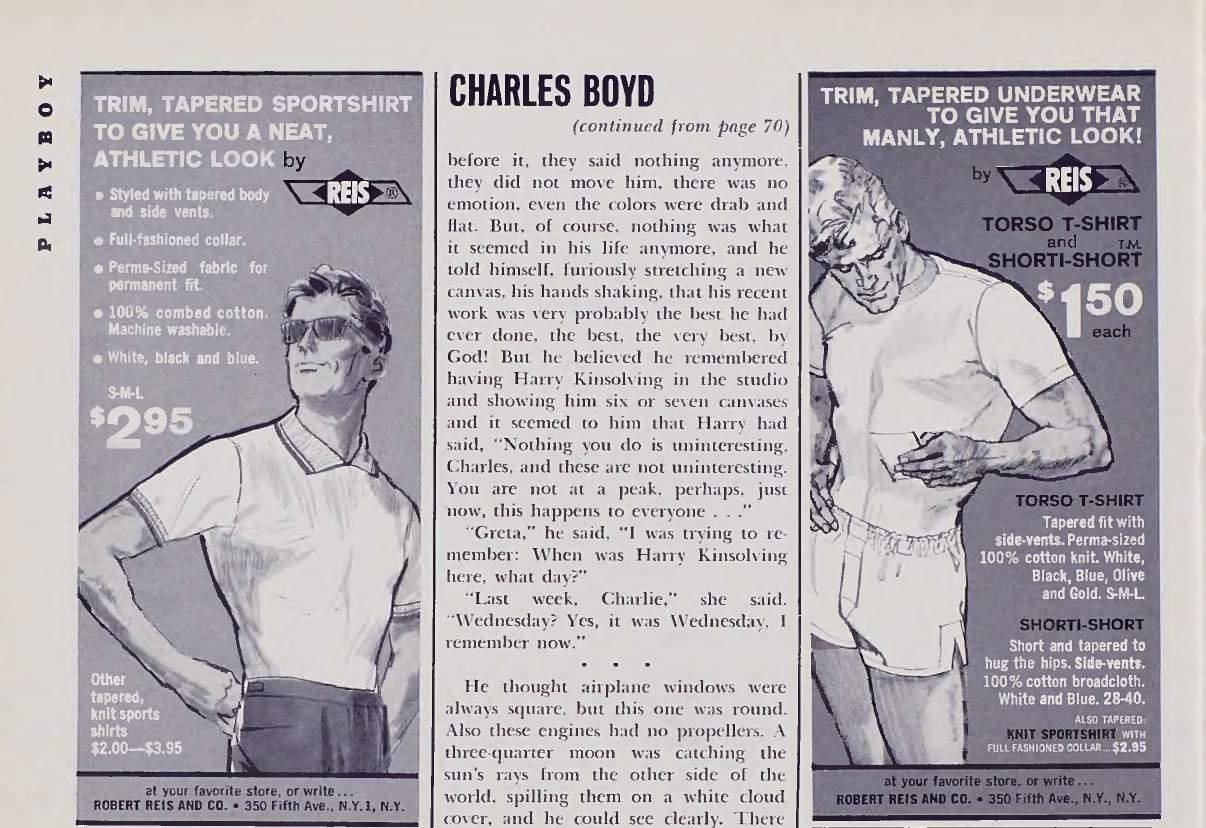 PLAYBOY
TRIM, TAPERED SPORTSHIRT
TO GIVE YOU A NEAT,
ATHLETIC LOOK by
REIS ®
• Styled with tapered body
and side vents.
• Full-fashioned collar.
• Perma-Sized fabric for
permanent fit.
• 100% combed cotton.
Machine washable.
• White, black and blue.
S-M-L
$2.95
Other
tapered,
knit sports
shirts
$2.00—$3.95
at your favorite store, or write...
ROBERT REIS AND CO. • 350 Fifth Ave., N.Y.1, N.Y.
CHARLES BOYD
(continued from page 70)
before it, they said nothing anymore,
they did not move him, there was no
emotion, even the colors were drab and
flat. But, of course, nothing was what
it seemed in his life anymore, and he
told himself, furiously stretching a new
canvas, his hands shaking, that his recent
work was very probably the best he had
ever done, the best, the very best, by
God! But he believed he remembered
having Harry Kinsolving in the studio
and showing him six or seven canvases
and it seemed to him that Harry had
said, "Nothing you do is uninteresting,
Charles, and these are not uninteresting.
You are not at a peak, perhaps, just
now, this happens to everyone . . ."
"Greta," he said, "I was trying to re-
member: When was Harry Kinsolving
here, what day?"
"Last week, Charlie," she said.
"Wednesday? Yes, it was Wednesday, I
remember now."
• • •
He thought airplane windows were
always square, but this one was round.
Also these engines had no propellers. A
three-quarter moon was catching the
sun's rays from the other side of the
world, spilling them on a white cloud
cover, and he could see clearly. There
TRIM, TAPERED UNDERWEAR
TO GIVE YOU THAT
MANLY, ATHLETIC LOOK!
by REIS ®
TORSO T-SHIRT
and T.M.
SHORTI-SHORT
$1.50
each
TORSO T-SHIRT
Tapered fit with
side-vents. Perma-sized
100% cotton knit. White,
Black, Blue, Olive
and Gold. S-M-L.
SHORTI-SHORT
Short and tapered to
hug the hips. Side-vents.
100% cotton broadcloth.
White and Blue. 28-40.
ALSO TAPERED:
KNIT SPORTSHIRT WITH
FULL FASHIONED COLLAR...$2.95
at your favorite store, or write...
ROBERT REIS AND CO. • 350 Fifth Ave., N.Y., N.Y.